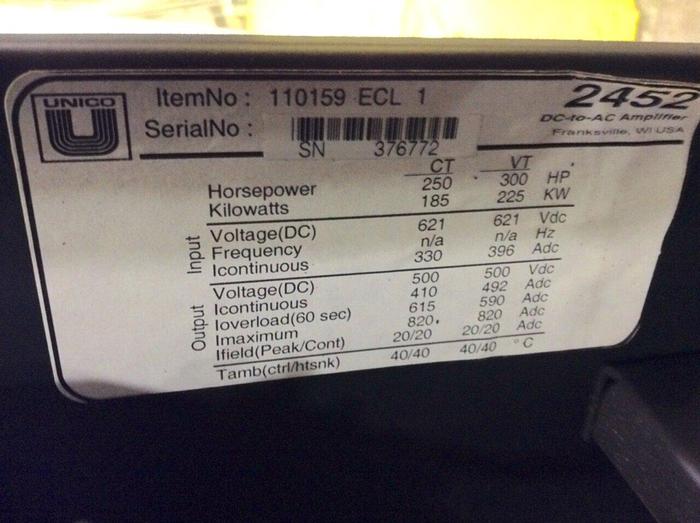 UNICO
ItemNo : 110159 ECL 1
2452
DC-to-AC Amplifier
Franksville, WI USA
SerialNo :
SN 376772
CT VT
Horsepower 250 300 HP
Kilowatts 185 225 KW
Input
Voltage(DC) 621 621 Vdc
Frequency n/a n/a Hz
Icontinuous 330 396 Adc
Output
Voltage(DC) 500 500 Vdc
Icontinuous 410 492 Adc
Ioverload(60 sec) 615 590 Adc
Imaximum 820 820 Adc
Ifield(Peak/Cont) 20/20 20/20 Adc
Tamb(ctrl/htsnk) 40/40 40/40 °C